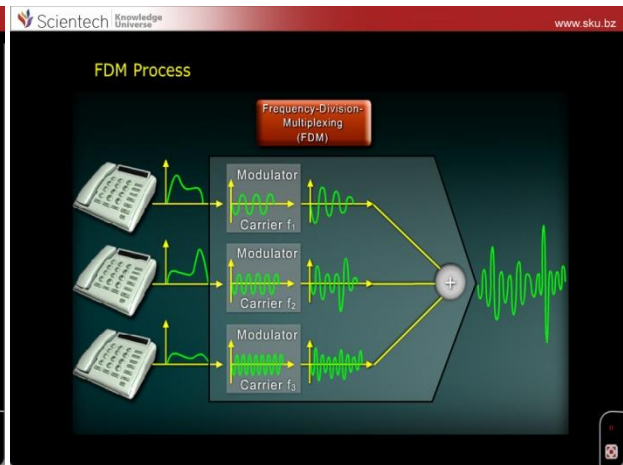 Scientech Knowledge
Universe
www.sku.bz
FDM Process
Frequency-Division-
Multiplexing
(FDM)
Modulator
Carrier f₁
Modulator
Carrier f₂
Modulator
Carrier f₃
+